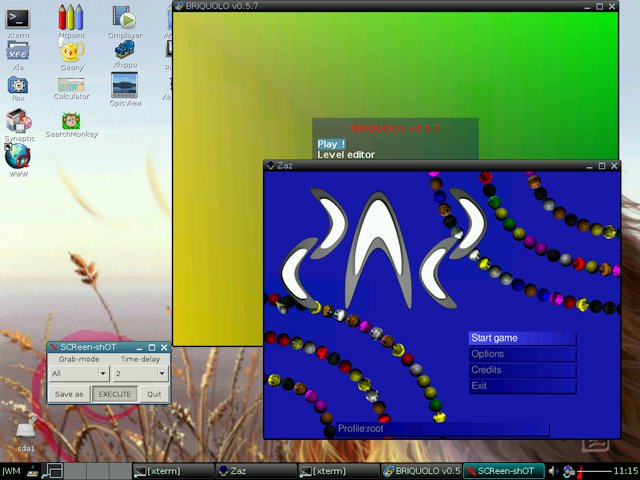 BRIQUOLO v0.5.7
Xterm
Mtpaint
Gmplayer
Xfe
Geany
Xhippo
Rox
Calculator
GpicView
Synaptic
SearchMonkey
WWW
BRIQUOLO v0.5.7
Play !
Level editor
Zaz
Start game
Options
Credits
Exit
Profile:root
SCReen-shOT
Grab-mode
Time-delay
All
2
Save as
EXECUTE
Quit
sda1
JWM
[xterm]
Zaz
[xterm]
BRIQUOLO v0.5
SCReen-shOT
11:15